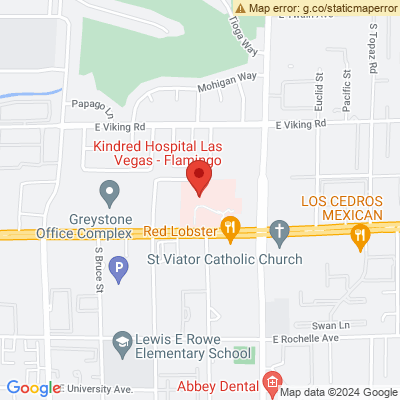 Map error: g.co/staticmaperror
E Twain Ave
Tioga Way
S Topaz Rd
Mohigan Way
Euclid St
Pacific St
Papago Ln
E Viking Rd
E Viking Rd
Kindred Hospital Las
Vegas - Flamingo
Greystone
Office Complex
LOS CEDROS
MEXICAN
Red Lobster
St Viator Catholic Church
S Bruce St
P
Swan Ln
Lewis E Rowe
Elementary School
E Rochelle Ave
Abbey Dental
Google
E University Ave.
Map data ©2024 Google